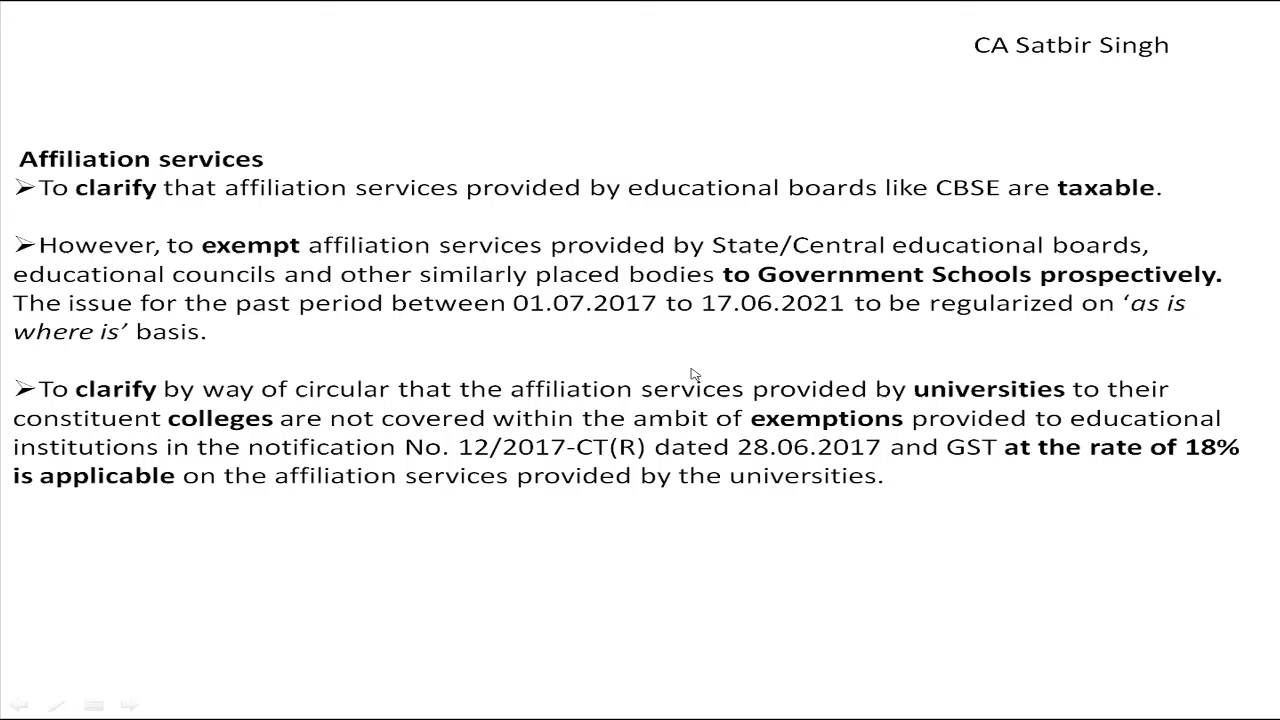 CA Satbir Singh
Affiliation services
➢To clarify that affiliation services provided by educational boards like CBSE are taxable.
➢However, to exempt affiliation services provided by State/Central educational boards,
educational councils and other similarly placed bodies to Government Schools prospectively.
The issue for the past period between 01.07.2017 to 17.06.2021 to be regularized on ‘as is
where is’ basis.
➢To clarify by way of circular that the affiliation services provided by universities to their
constituent colleges are not covered within the ambit of exemptions provided to educational
institutions in the notification No. 12/2017-CT(R) dated 28.06.2017 and GST at the rate of 18%
is applicable on the affiliation services provided by the universities.